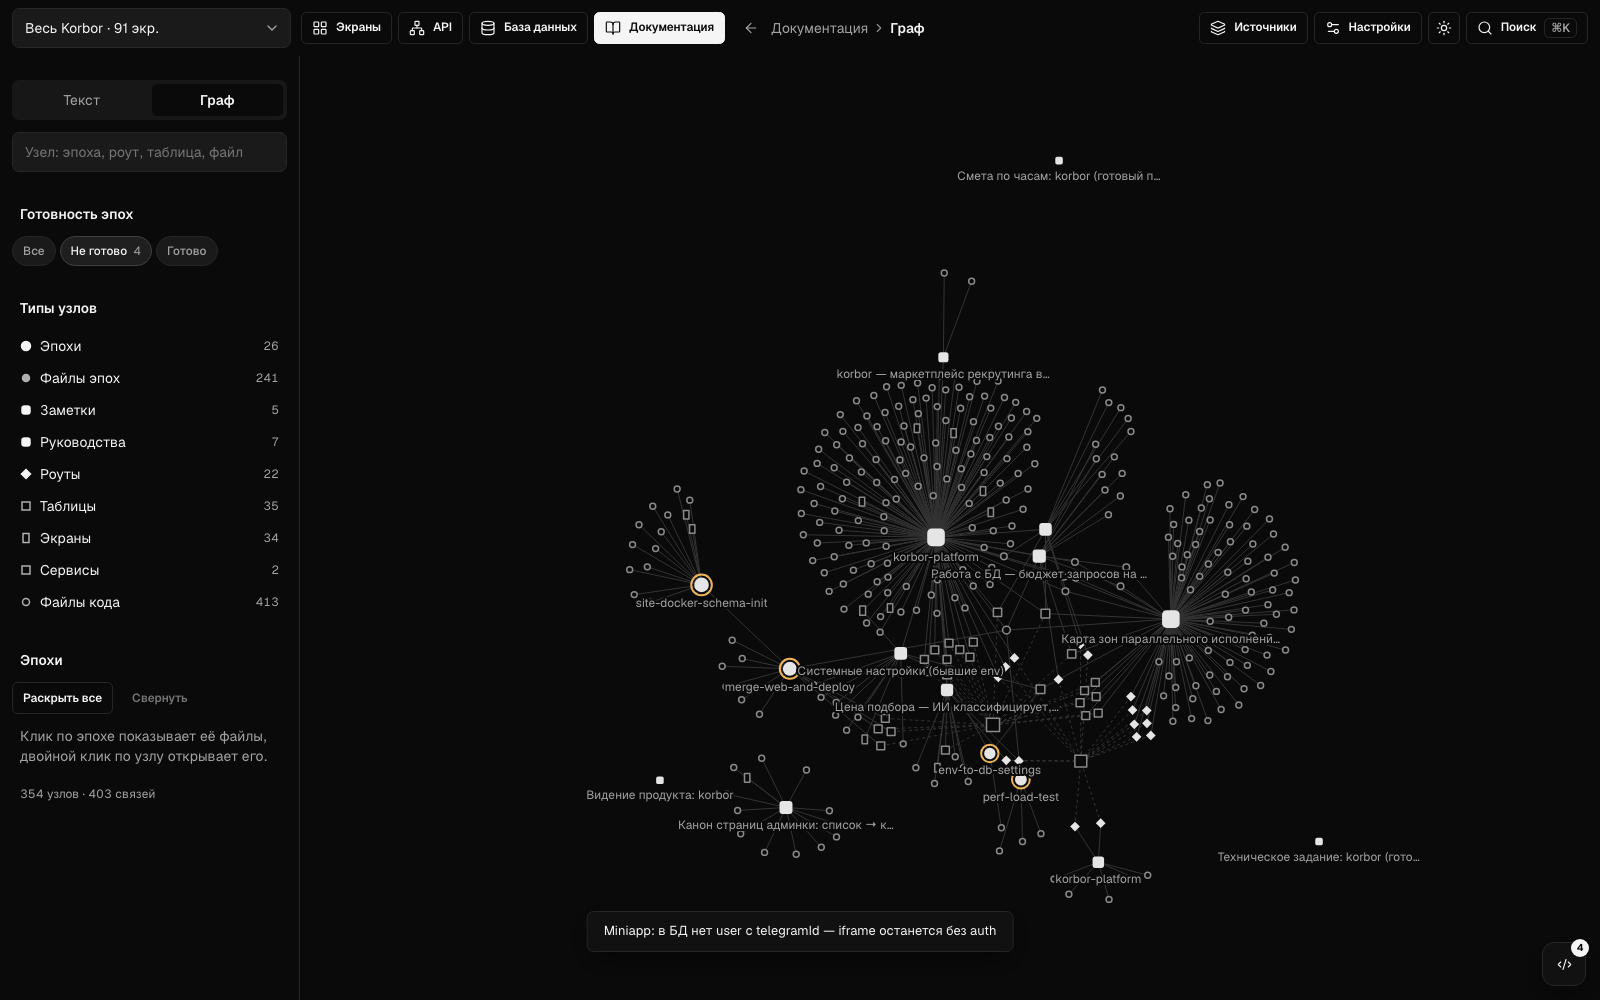 Весь Korbor · 91 экр.
Экраны
API
База данных
Документация
Документация
Граф
Источники
Настройки
Поиск
⌘K
Текст
Граф
Узел: эпоха, роут, таблица, файл
Готовность эпох
Все
Не готово 4
Готово
Типы узлов
Эпохи 26
Файлы эпох 241
Заметки 5
Руководства 7
Роуты 22
Таблицы 35
Экраны 34
Сервисы 2
Файлы кода 413
Эпохи
Раскрыть все
Свернуть
Клик по эпохе показывает её файлы,
двойной клик по узлу открывает его.
354 узлов · 403 связей
Смета по часам: korbor (готовый п…
korbor — маркетплейс рекрутинга в…
korbor-platform
Работа с БД — бюджет запросов на …
site-docker-schema-init
Карта зон параллельного исполнени…
Системные настройки (бывшие env)
merge-web-and-deploy
Цена подбора — ИИ классифицирует,…
env-to-db-settings
perf-load-test
Видение продукта: korbor
Канон страниц админки: список → к…
Техническое задание: korbor (гото…
korbor-platform
Miniapp: в БД нет user с telegramId — iframe останется без auth
4